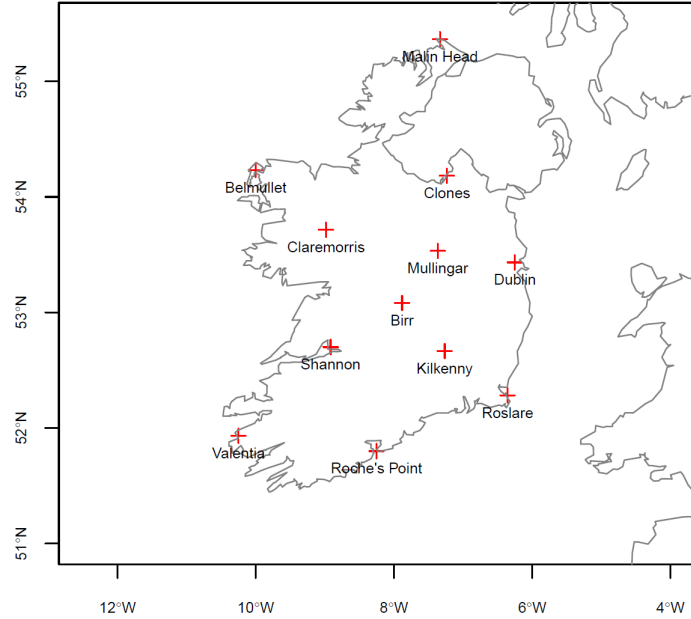 Malin Head
55°N
Belmullet
Clones
54°N
Claremorris
Mullingar
Dublin
53°N
Birr
Shannon
Kilkenny
Roslare
52°N
Valentia
Roche's Point
51°N
12°W 10°W 8°W 6°W 4°W